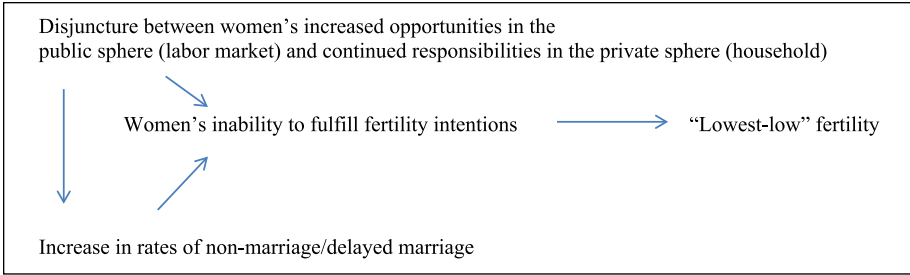 Disjuncture between women’s increased opportunities in the
public sphere (labor market) and continued responsibilities in the private sphere (household)
Women’s inability to fulfill fertility intentions
“Lowest-low” fertility
Increase in rates of non-marriage/delayed marriage